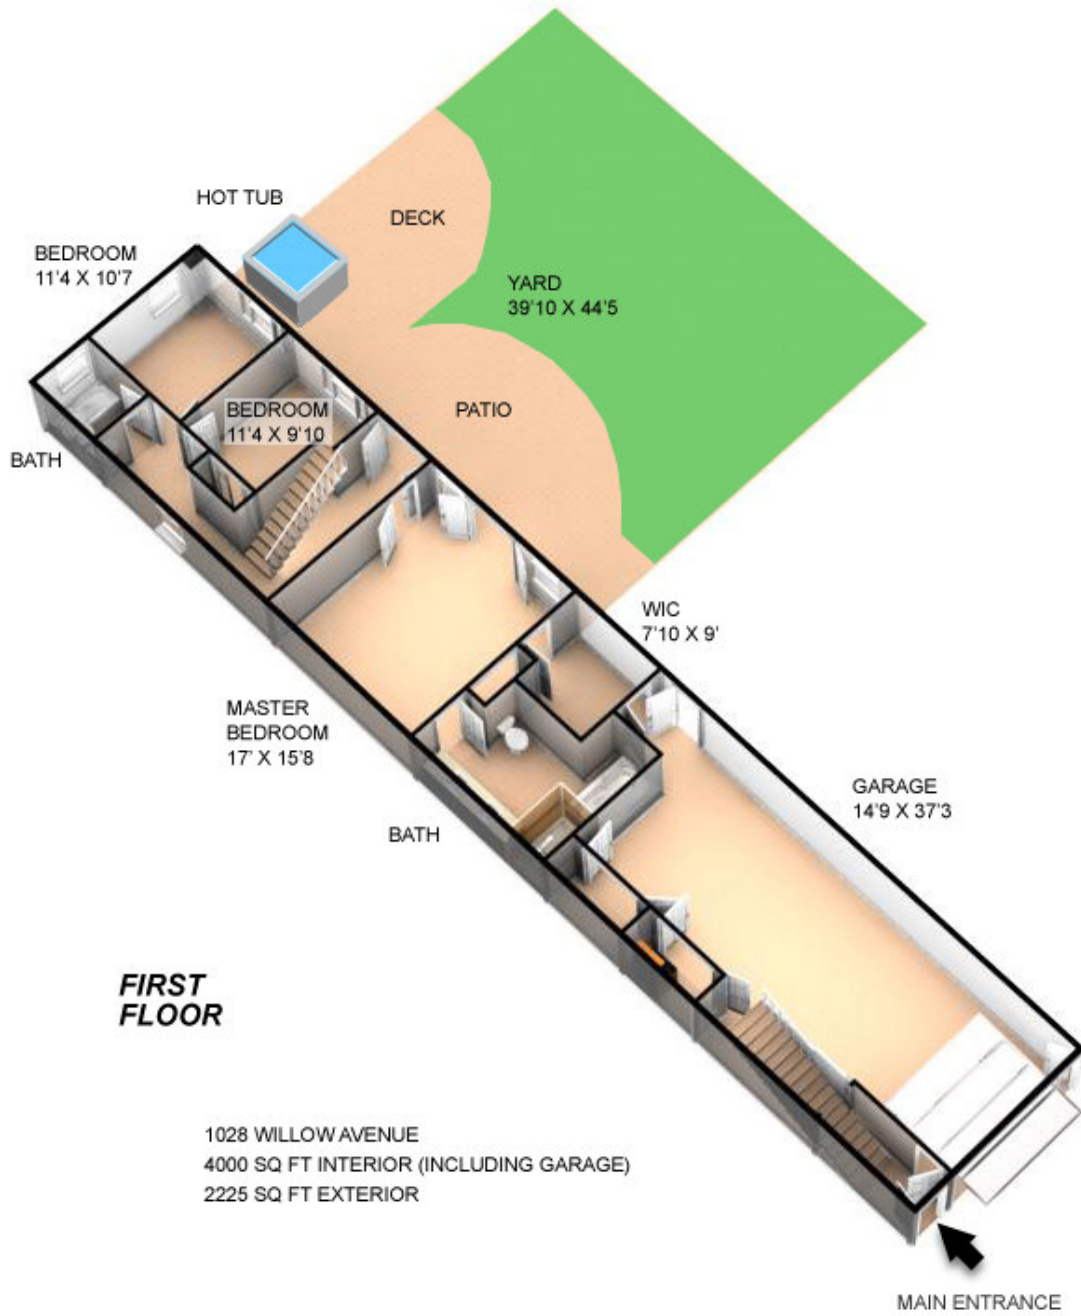 HOT TUB
DECK
BEDROOM
11'4 X 10'7
YARD
39'10 X 44'5
BEDROOM
11'4 X 9'10
PATIO
BATH
WIC
7'10 X 9'
MASTER
BEDROOM
17' X 15'8
GARAGE
14'9 X 37'3
BATH
FIRST
FLOOR
1028 WILLOW AVENUE
4000 SQ FT INTERIOR (INCLUDING GARAGE)
2225 SQ FT EXTERIOR
MAIN ENTRANCE